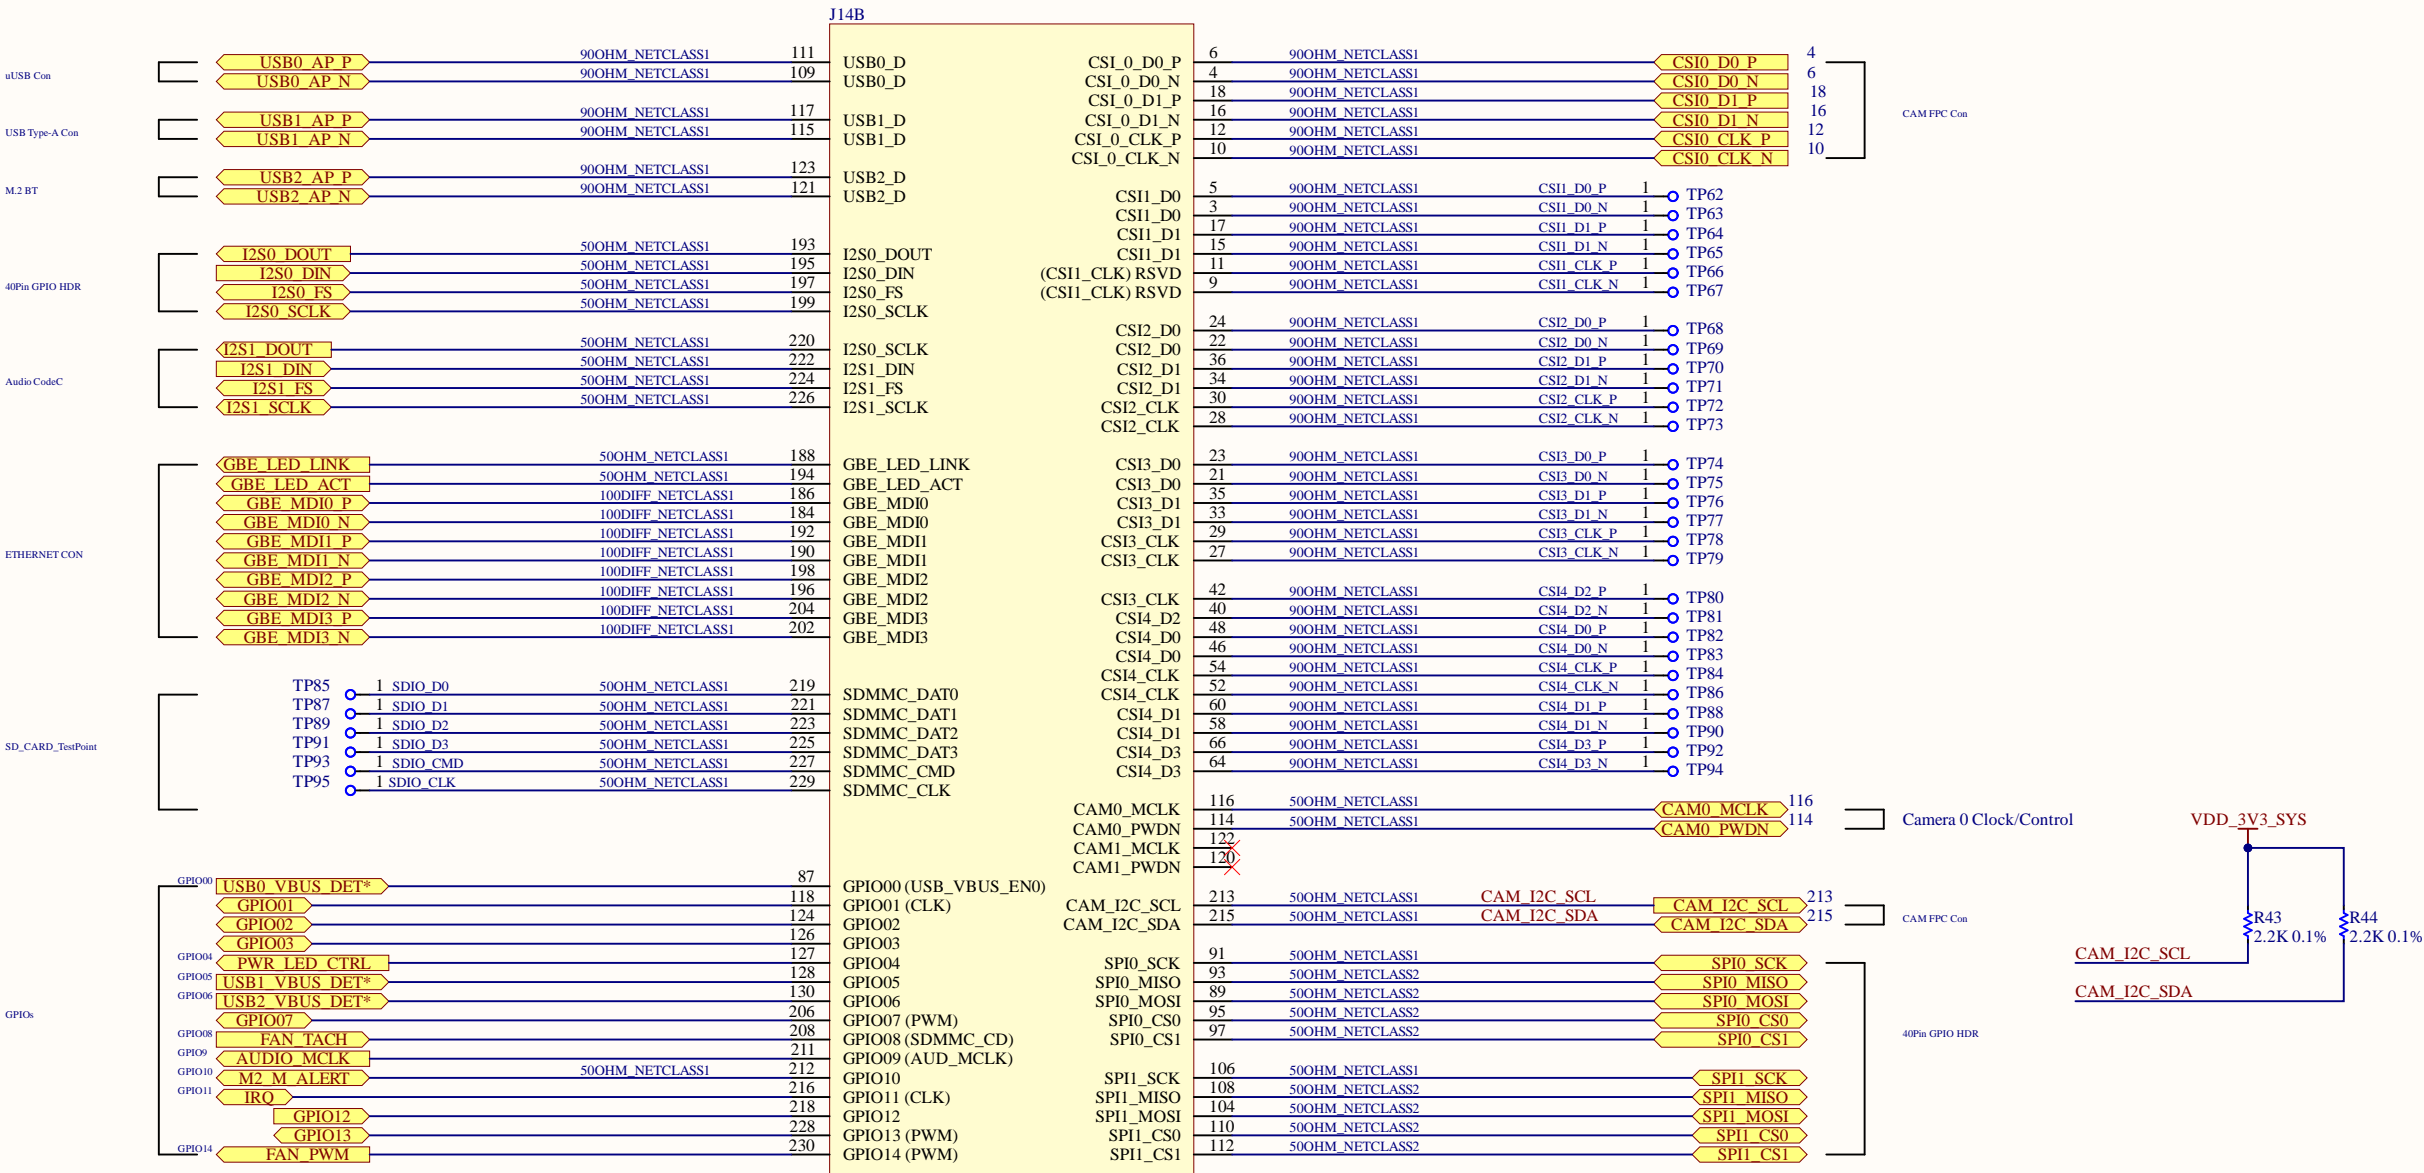 J14B
uUSB Con
USB0_AP_P 90OHM_NETCLASS1 111 USB0_D
USB0_AP_N 90OHM_NETCLASS1 109 USB0_D
USB Type-A Con
USB1_AP_P 90OHM_NETCLASS1 117 USB1_D
USB1_AP_N 90OHM_NETCLASS1 115 USB1_D
M.2 BT
USB2_AP_P 90OHM_NETCLASS1 123 USB2_D
USB2_AP_N 90OHM_NETCLASS1 121 USB2_D
40Pin GPIO HDR
I2S0_DOUT 50OHM_NETCLASS1 193 I2S0_DOUT
I2S0_DIN 50OHM_NETCLASS1 195 I2S0_DIN
I2S0_FS 50OHM_NETCLASS1 197 I2S0_FS
I2S0_SCLK 50OHM_NETCLASS1 199 I2S0_SCLK
Audio CodeC
I2S1_DOUT 50OHM_NETCLASS1 220 I2S0_SCLK
I2S1_DIN 50OHM_NETCLASS1 222 I2S1_DIN
I2S1_FS 50OHM_NETCLASS1 224 I2S1_FS
I2S1_SCLK 50OHM_NETCLASS1 226 I2S1_SCLK
ETHERNET CON
GBE_LED_LINK 50OHM_NETCLASS1 188 GBE_LED_LINK
GBE_LED_ACT 50OHM_NETCLASS1 194 GBE_LED_ACT
GBE_MDI0_P 100DIFF_NETCLASS1 186 GBE_MDI0
GBE_MDI0_N 100DIFF_NETCLASS1 184 GBE_MDI0
GBE_MDI1_P 100DIFF_NETCLASS1 192 GBE_MDI1
GBE_MDI1_N 100DIFF_NETCLASS1 190 GBE_MDI1
GBE_MDI2_P 100DIFF_NETCLASS1 198 GBE_MDI2
GBE_MDI2_N 100DIFF_NETCLASS1 196 GBE_MDI2
GBE_MDI3_P 100DIFF_NETCLASS1 204 GBE_MDI3
GBE_MDI3_N 100DIFF_NETCLASS1 202 GBE_MDI3
SD_CARD_TestPoint
TP85 1 SDIO_D0 50OHM_NETCLASS1 219 SDMMC_DAT0
TP87 1 SDIO_D1 50OHM_NETCLASS1 221 SDMMC_DAT1
TP89 1 SDIO_D2 50OHM_NETCLASS1 223 SDMMC_DAT2
TP91 1 SDIO_D3 50OHM_NETCLASS1 225 SDMMC_DAT3
TP93 1 SDIO_CMD 50OHM_NETCLASS1 227 SDMMC_CMD
TP95 1 SDIO_CLK 50OHM_NETCLASS1 229 SDMMC_CLK
GPIOs
GPIO00 USB0_VBUS_DET* 87 GPIO00 (USB_VBUS_EN0)
GPIO01 118 GPIO01 (CLK)
GPIO02 124 GPIO02
GPIO03 126 GPIO03
GPIO04 PWR_LED_CTRL 127 GPIO04
GPIO05 USB1_VBUS_DET* 128 GPIO05
GPIO06 USB2_VBUS_DET* 130 GPIO06
GPIO07 206 GPIO07 (PWM)
GPIO08 FAN_TACH 208 GPIO08 (SDMMC_CD)
GPIO9 AUDIO_MCLK 211 GPIO09 (AUD_MCLK)
GPIO10 M2_M_ALERT 50OHM_NETCLASS1 212 GPIO10
GPIO11 IRQ 216 GPIO11 (CLK)
GPIO12 218 GPIO12
GPIO13 228 GPIO13 (PWM)
GPIO14 FAN_PWM 230 GPIO14 (PWM)
CSI_0_D0_P 6 90OHM_NETCLASS1 CSI0_D0_P 4
CSI_0_D0_N 4 90OHM_NETCLASS1 CSI0_D0_N 6
CSI_0_D1_P 18 90OHM_NETCLASS1 CSI0_D1_P 18
CSI_0_D1_N 16 90OHM_NETCLASS1 CSI0_D1_N 16
CSI_0_CLK_P 12 90OHM_NETCLASS1 CSI0_CLK_P 12
CSI_0_CLK_N 10 90OHM_NETCLASS1 CSI0_CLK_N 10
CAM FPC Con
CSI1_D0 5 90OHM_NETCLASS1 CSI1_D0_P 1 TP62
CSI1_D0 3 90OHM_NETCLASS1 CSI1_D0_N 1 TP63
CSI1_D1 17 90OHM_NETCLASS1 CSI1_D1_P 1 TP64
CSI1_D1 15 90OHM_NETCLASS1 CSI1_D1_N 1 TP65
(CSI1_CLK) RSVD 11 90OHM_NETCLASS1 CSI1_CLK_P 1 TP66
(CSI1_CLK) RSVD 9 90OHM_NETCLASS1 CSI1_CLK_N 1 TP67
CSI2_D0 24 90OHM_NETCLASS1 CSI2_D0_P 1 TP68
CSI2_D0 22 90OHM_NETCLASS1 CSI2_D0_N 1 TP69
CSI2_D1 36 90OHM_NETCLASS1 CSI2_D1_P 1 TP70
CSI2_D1 34 90OHM_NETCLASS1 CSI2_D1_N 1 TP71
CSI2_CLK 30 90OHM_NETCLASS1 CSI2_CLK_P 1 TP72
CSI2_CLK 28 90OHM_NETCLASS1 CSI2_CLK_N 1 TP73
CSI3_D0 23 90OHM_NETCLASS1 CSI3_D0_P 1 TP74
CSI3_D0 21 90OHM_NETCLASS1 CSI3_D0_N 1 TP75
CSI3_D1 35 90OHM_NETCLASS1 CSI3_D1_P 1 TP76
CSI3_D1 33 90OHM_NETCLASS1 CSI3_D1_N 1 TP77
CSI3_CLK 29 90OHM_NETCLASS1 CSI3_CLK_P 1 TP78
CSI3_CLK 27 90OHM_NETCLASS1 CSI3_CLK_N 1 TP79
CSI3_CLK 42 90OHM_NETCLASS1 CSI4_D2_P 1 TP80
CSI4_D2 40 90OHM_NETCLASS1 CSI4_D2_N 1 TP81
CSI4_D0 48 90OHM_NETCLASS1 CSI4_D0_P 1 TP82
CSI4_D0 46 90OHM_NETCLASS1 CSI4_D0_N 1 TP83
CSI4_CLK 54 90OHM_NETCLASS1 CSI4_CLK_P 1 TP84
CSI4_CLK 52 90OHM_NETCLASS1 CSI4_CLK_N 1 TP86
CSI4_D1 60 90OHM_NETCLASS1 CSI4_D1_P 1 TP88
CSI4_D1 58 90OHM_NETCLASS1 CSI4_D1_N 1 TP90
CSI4_D3 66 90OHM_NETCLASS1 CSI4_D3_P 1 TP92
CSI4_D3 64 90OHM_NETCLASS1 CSI4_D3_N 1 TP94
CAM0_MCLK 116 50OHM_NETCLASS1 CAM0_MCLK 116
CAM0_PWDN 114 50OHM_NETCLASS1 CAM0_PWDN 114
Camera 0 Clock/Control
CAM1_MCLK 122
CAM1_PWDN 120
CAM_I2C_SCL 213 50OHM_NETCLASS1 CAM_I2C_SCL CAM_I2C_SCL 213
CAM_I2C_SDA 215 50OHM_NETCLASS1 CAM_I2C_SDA CAM_I2C_SDA 215
CAM FPC Con
SPI0_SCK 91 50OHM_NETCLASS1 SPI0_SCK
SPI0_MISO 93 50OHM_NETCLASS2 SPI0_MISO
SPI0_MOSI 89 50OHM_NETCLASS2 SPI0_MOSI
SPI0_CS0 95 50OHM_NETCLASS2 SPI0_CS0
SPI0_CS1 97 50OHM_NETCLASS2 SPI0_CS1
40Pin GPIO HDR
SPI1_SCK 106 50OHM_NETCLASS1 SPI1_SCK
SPI1_MISO 108 50OHM_NETCLASS2 SPI1_MISO
SPI1_MOSI 104 50OHM_NETCLASS2 SPI1_MOSI
SPI1_CS0 110 50OHM_NETCLASS2 SPI1_CS0
SPI1_CS1 112 50OHM_NETCLASS2 SPI1_CS1
VDD_3V3_SYS
R43
2.2K 0.1%
R44
2.2K 0.1%
CAM_I2C_SCL
CAM_I2C_SDA